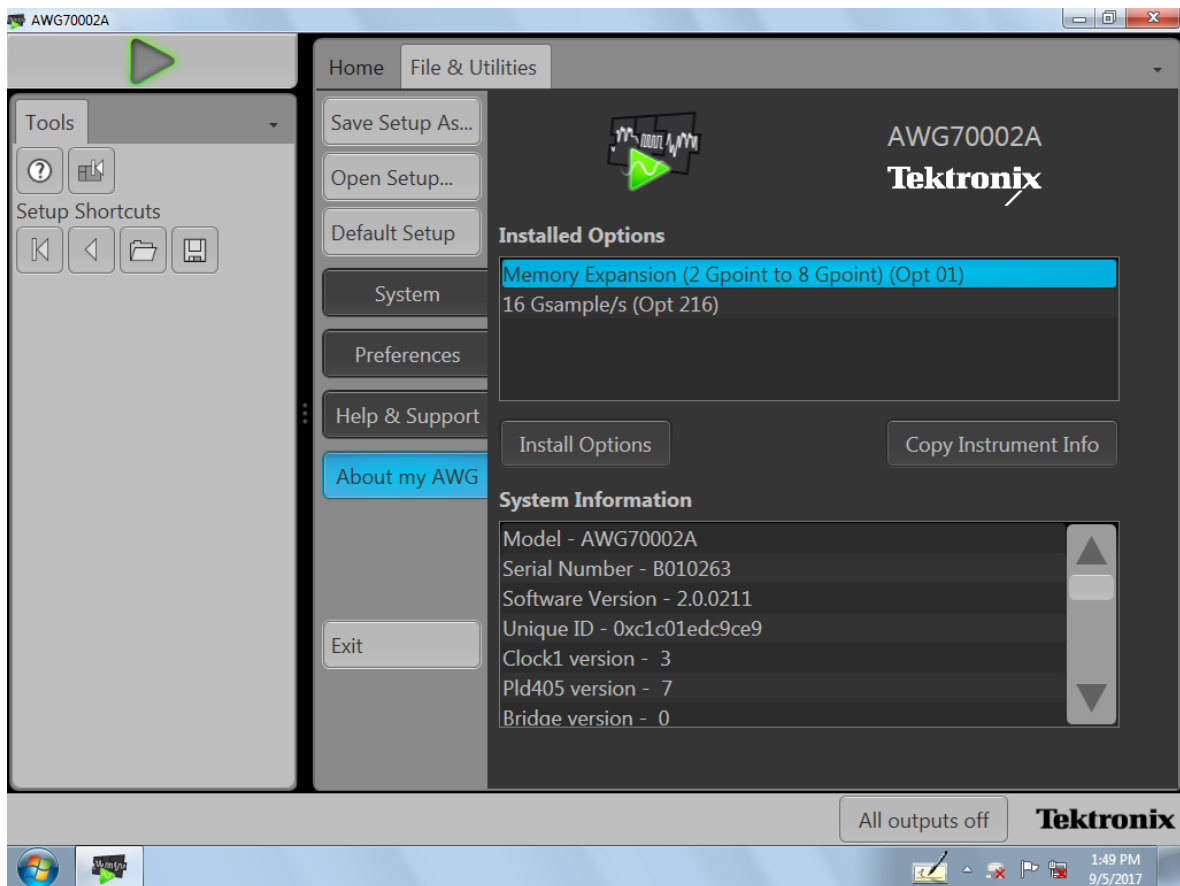 AWG70002A
Home
File & Utilities
Tools
Setup Shortcuts
Save Setup As...
Open Setup...
Default Setup
System
Preferences
Help & Support
About my AWG
Exit
AWG70002A
Tektronix
Installed Options
Memory Expansion (2 Gpoint to 8 Gpoint) (Opt 01)
16 Gsample/s (Opt 216)
Install Options
Copy Instrument Info
System Information
Model - AWG70002A
Serial Number - B010263
Software Version - 2.0.0211
Unique ID - 0xc1c01edc9ce9
Clock1 version - 3
Pld405 version - 7
Bridge version - 0
All outputs off
Tektronix
1:49 PM
9/5/2017